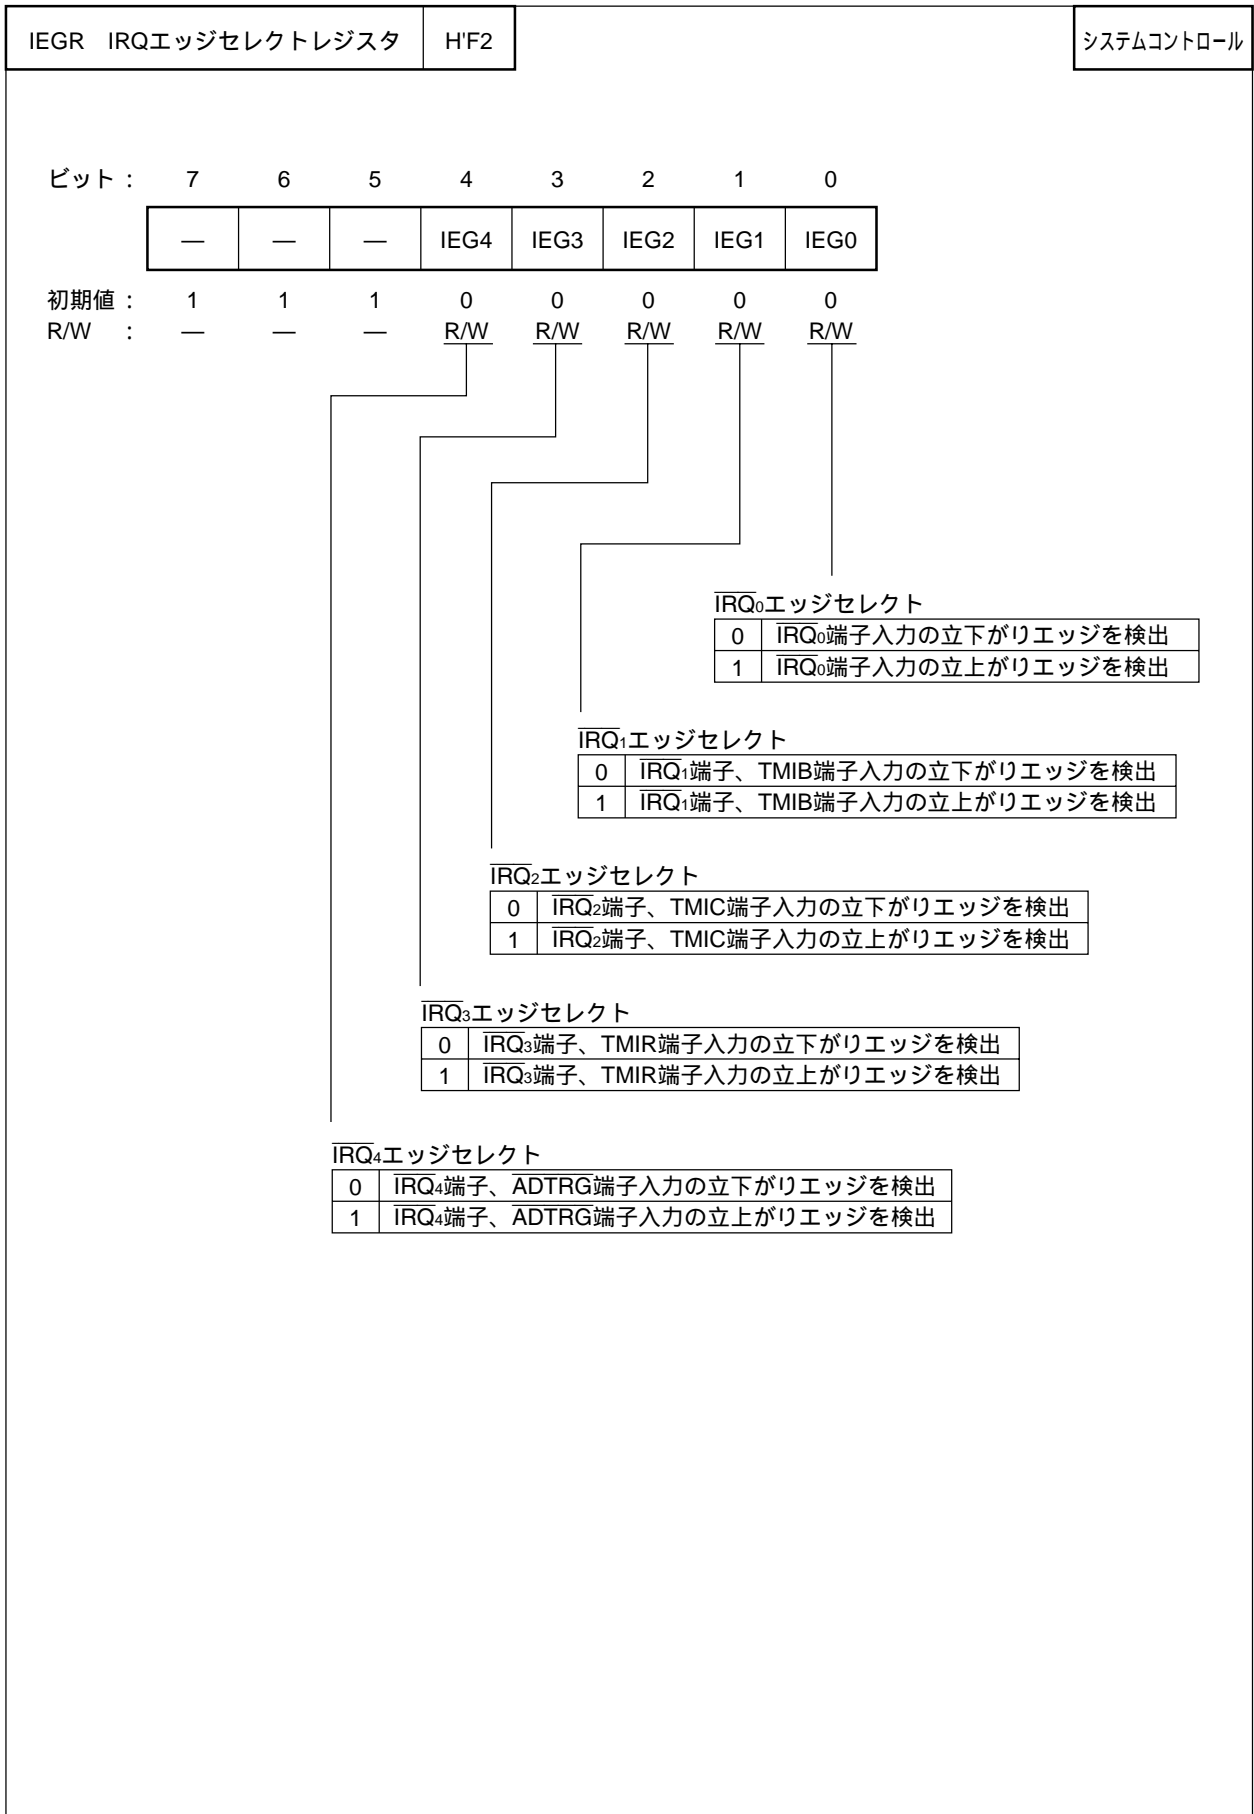 IEGR IRQエッジセレクトレジスタ H'F2 システムコントロール
ビット： 7 6 5 4 3 2 1 0
— — — IEG4 IEG3 IEG2 IEG1 IEG0
初期値： 1 1 1 0 0 0 0 0
R/W ： — — — R/W R/W R/W R/W R/W
IRQ0エッジセレクト
0 IRQ0端子入力の立下がりエッジを検出
1 IRQ0端子入力の立上がりエッジを検出
IRQ1エッジセレクト
0 IRQ1端子、TMIB端子入力の立下がりエッジを検出
1 IRQ1端子、TMIB端子入力の立上がりエッジを検出
IRQ2エッジセレクト
0 IRQ2端子、TMIC端子入力の立下がりエッジを検出
1 IRQ2端子、TMIC端子入力の立上がりエッジを検出
IRQ3エッジセレクト
0 IRQ3端子、TMIR端子入力の立下がりエッジを検出
1 IRQ3端子、TMIR端子入力の立上がりエッジを検出
IRQ4エッジセレクト
0 IRQ4端子、ADTRG端子入力の立下がりエッジを検出
1 IRQ4端子、ADTRG端子入力の立上がりエッジを検出